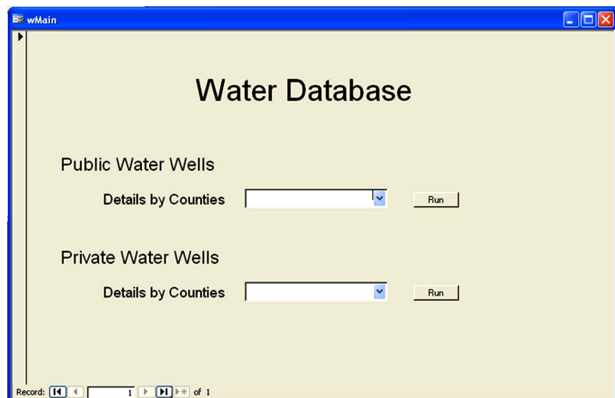 wMain
Water Database
Public Water Wells
Details by Counties Run
Private Water Wells
Details by Counties Run
Record: 1 of 1